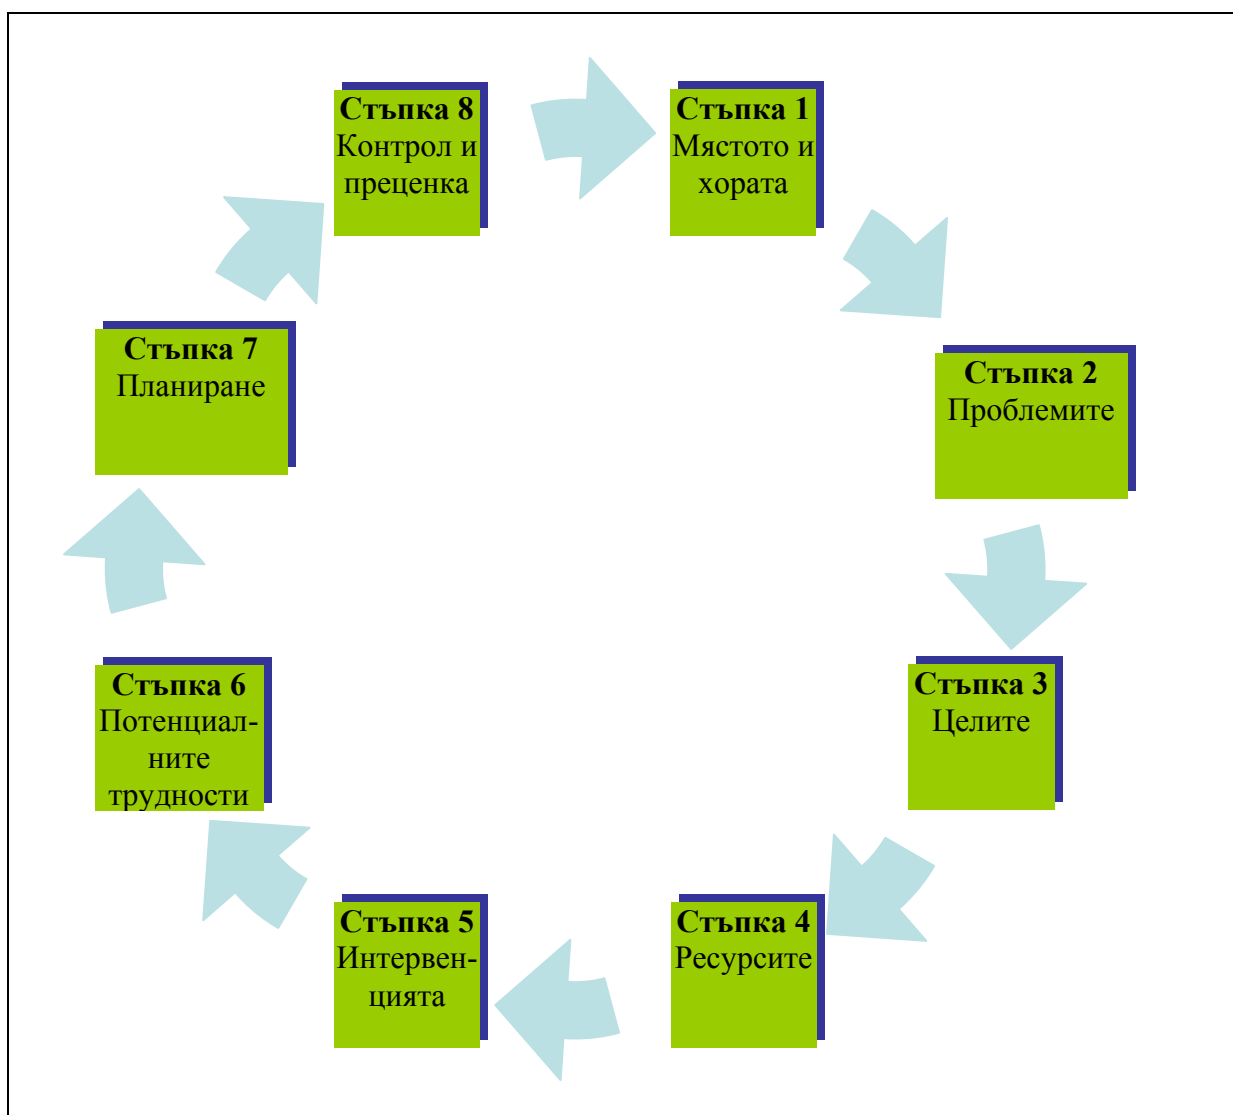 Стъпка 1
Мястото и
хората
Стъпка 2
Проблемите
Стъпка 3
Целите
Стъпка 4
Ресурсите
Стъпка 5
Интервен-
цията
Стъпка 6
Потенциал-
ните
трудности
Стъпка 7
Планиране
Стъпка 8
Контрол и
преценка